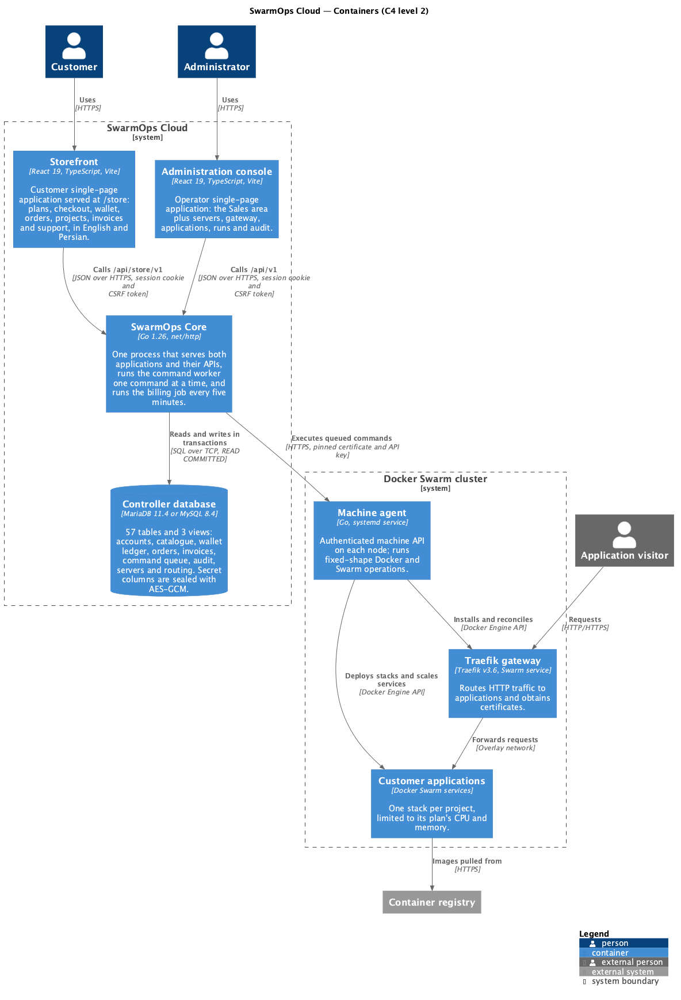 SwarmOps Cloud — Containers (C4 level 2)
Customer
Administrator
Uses
[HTTPS]
Uses
[HTTPS]
SwarmOps Cloud
[system]
Storefront
[React 19, TypeScript, Vite]
Customer single-page
application served at /store:
plans, checkout, wallet,
orders, projects, invoices
and support, in English and
Persian.
Administration console
[React 19, TypeScript, Vite]
Operator single-page
application: the Sales area
plus servers, gateway,
applications, runs and audit.
Calls /api/store/v1
[JSON over HTTPS, session cookie
and
CSRF token]
Calls /api/v1
[JSON over HTTPS, session cookie
and
CSRF token]
SwarmOps Core
[Go 1.26, net/http]
One process that serves both
applications and their APIs,
runs the command worker
one command at a time, and
runs the billing job every five
minutes.
Reads and writes in
transactions
[SQL over TCP, READ
COMMITTED]
Executes queued commands
[HTTPS, pinned certificate and API
key]
Controller database
[MariaDB 11.4 or MySQL 8.4]
57 tables and 3 views:
accounts, catalogue, wallet
ledger, orders, invoices,
command queue, audit,
servers and routing. Secret
columns are sealed with
AES-GCM.
Docker Swarm cluster
[system]
Machine agent
[Go, systemd service]
Authenticated machine API
on each node; runs
fixed-shape Docker and
Swarm operations.
Application visitor
Installs and reconciles
[Docker Engine API]
Requests
[HTTP/HTTPS]
Deploys stacks and scales
services
[Docker Engine API]
Traefik gateway
[Traefik v3.6, Swarm service]
Routes HTTP traffic to
applications and obtains
certificates.
Forwards requests
[Overlay network]
Customer applications
[Docker Swarm services]
One stack per project,
limited to its plan's CPU and
memory.
Images pulled from
[HTTPS]
Container registry
Legend
person
container
external person
external system
system boundary